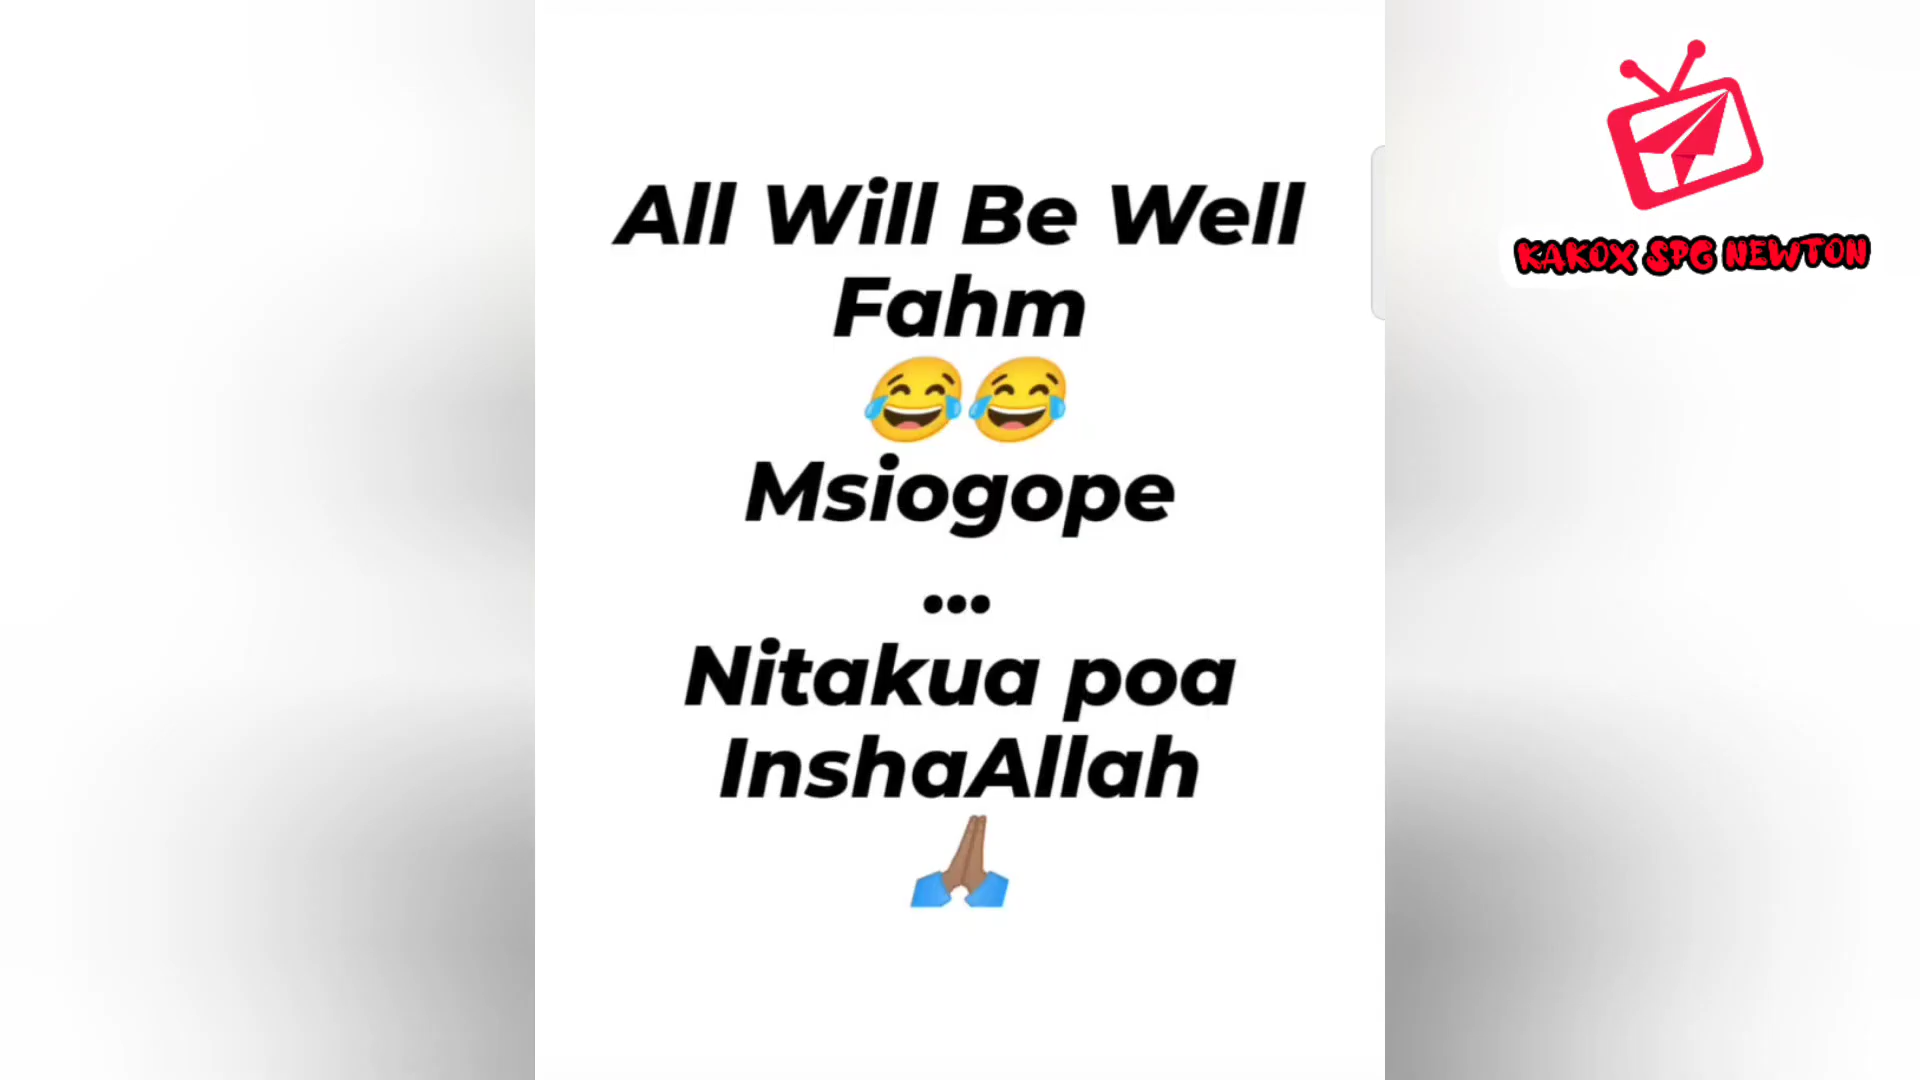 All Will Be Well
Fahm
😂😂
Msiogope
...
Nitakua poa
InshaAllah
🙏🏽
KAKOX SPG NEWTON